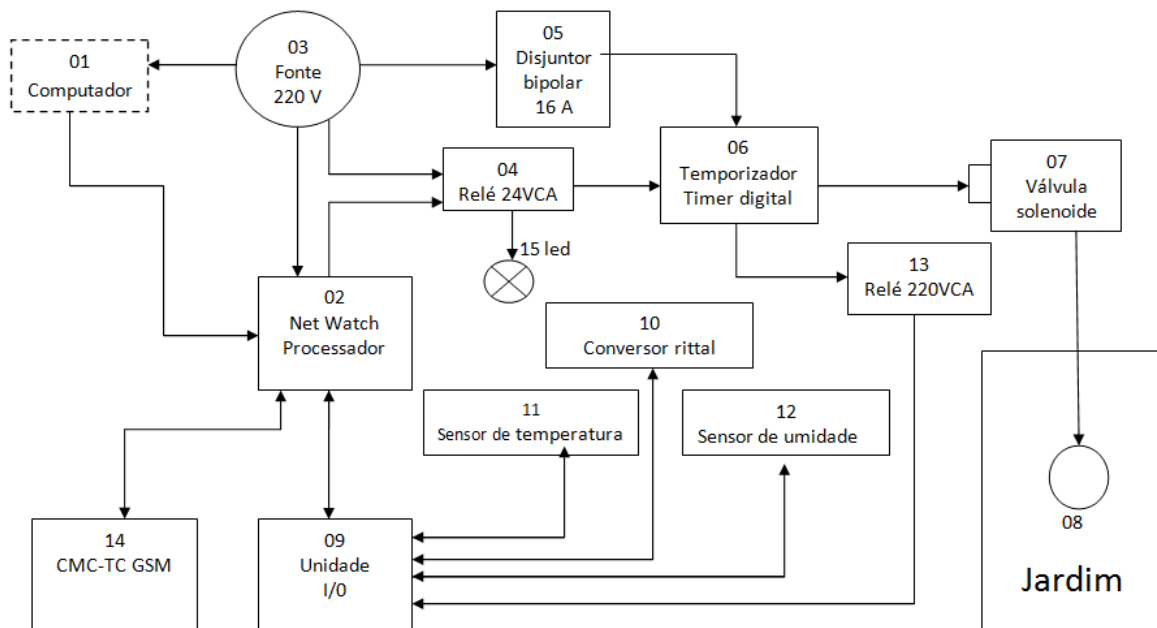 01
Computador
03
Fonte
220 V
05
Disjuntor
bipolar
16 A
04
Relé 24VCA
06
Temporizador
Timer digital
07
Válvula
solenoide
15 led
13
Relé 220VCA
02
Net Watch
Processador
10
Conversor rittal
11
Sensor de temperatura
12
Sensor de umidade
08
Jardim
14
CMC-TC GSM
09
Unidade
I/0